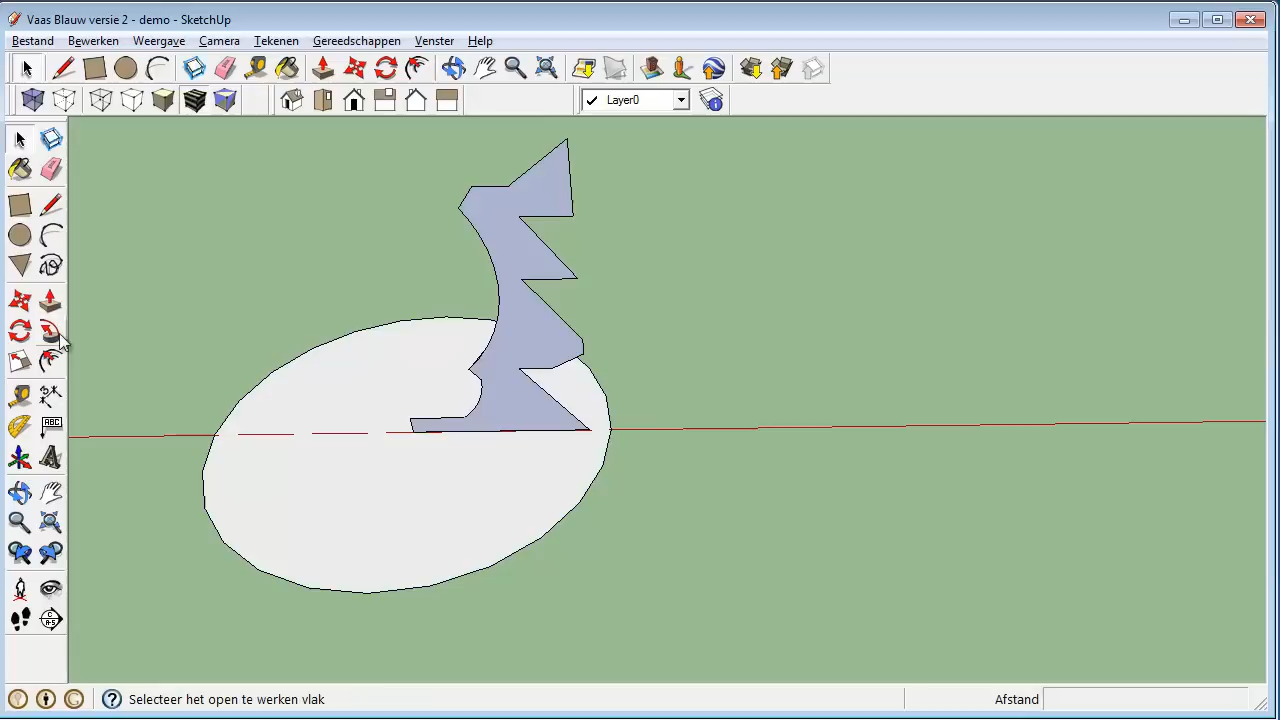 Vaas Blauw versie 2 - demo - SketchUp
Bestand Bewerken Weergave Camera Tekenen Gereedschappen Venster Help
Layer0
ABC
Selecteer het open te werken vlak
Afstand